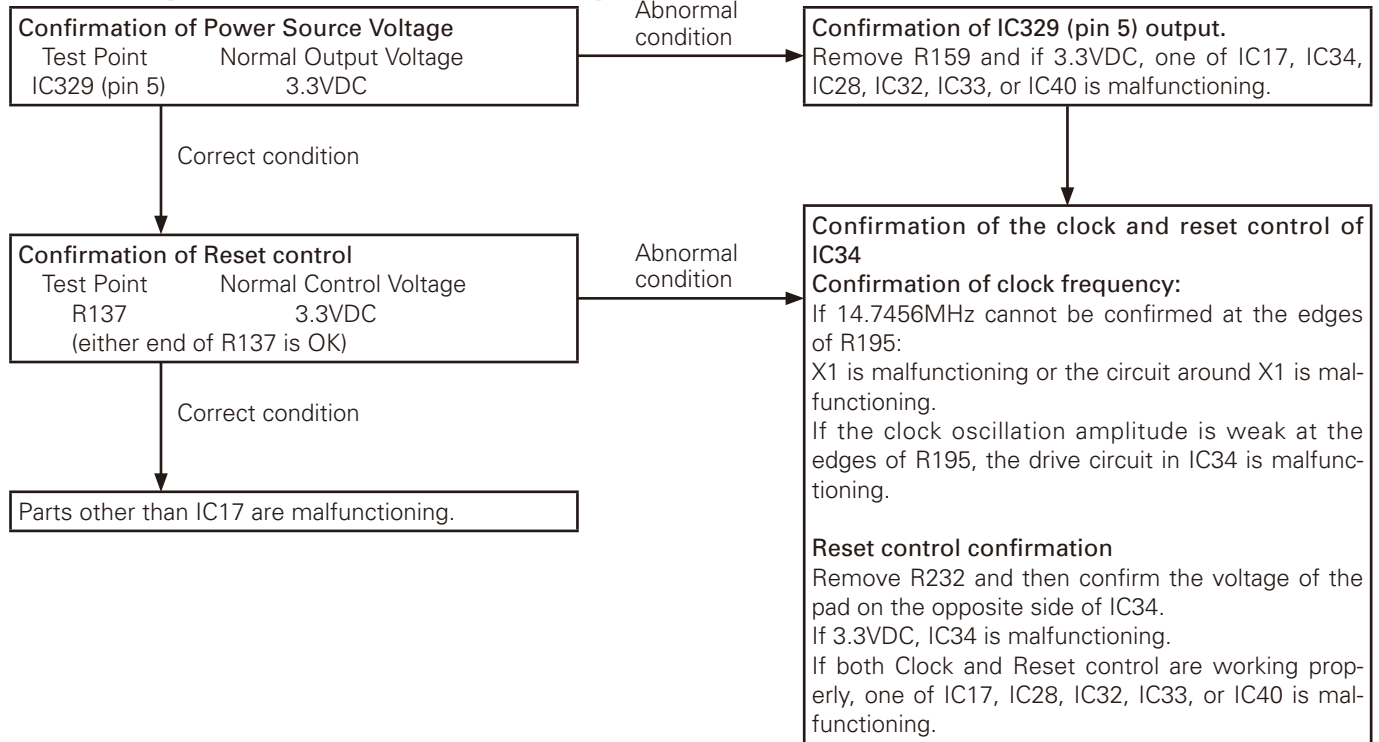 Confirmation of Power Source Voltage
Test Point Normal Output Voltage
IC329 (pin 5) 3.3VDC
Abnormal
condition
Confirmation of IC329 (pin 5) output.
Remove R159 and if 3.3VDC, one of IC17, IC34,
IC28, IC32, IC33, or IC40 is malfunctioning.
Correct condition
Confirmation of Reset control
Test Point Normal Control Voltage
R137 3.3VDC
(either end of R137 is OK)
Abnormal
condition
Confirmation of the clock and reset control of
IC34
Confirmation of clock frequency:
If 14.7456MHz cannot be confirmed at the edges
of R195:
X1 is malfunctioning or the circuit around X1 is mal-
functioning.
If the clock oscillation amplitude is weak at the
edges of R195, the drive circuit in IC34 is malfunc-
tioning.
Reset control confirmation
Remove R232 and then confirm the voltage of the
pad on the opposite side of IC34.
If 3.3VDC, IC34 is malfunctioning.
If both Clock and Reset control are working prop-
erly, one of IC17, IC28, IC32, IC33, or IC40 is mal-
functioning.
Correct condition
Parts other than IC17 are malfunctioning.